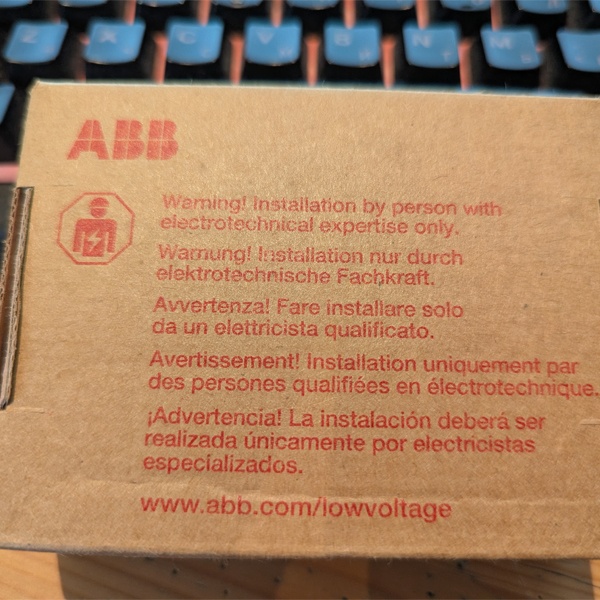 Z X C V B N M
ABB
Warning! Installation by person with
electrotechnical expertise only.
Warnung! Installation nur durch
elektrotechnische Fachkraft.
Avvertenza! Fare installare solo
da un elettricista qualificato.
Avertissement! Installation uniquement par
des persones qualifiées en électrotechnique.
¡Advertencia! La instalación deberá ser
realizada únicamente por electricistas
especializados.
www.abb.com/lowvoltage